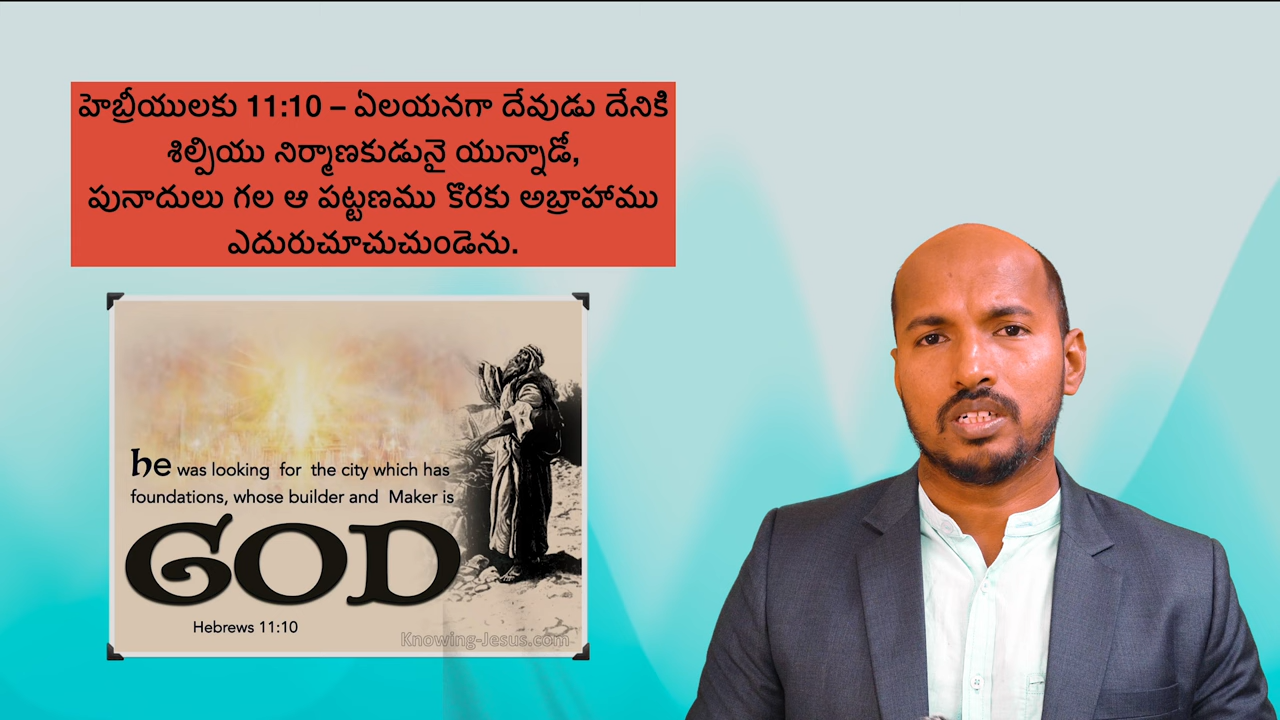 హెబ్రీయులకు 11:10 – ఏలయనగా దేవుడు దేనికి
శిల్పియు నిర్మాణకుడునై యున్నాడో,
పునాదులు గల ఆ పట్టణము కొరకు అబ్రాహాము
ఎదురుచూచుచుండెను.
he was looking for the city which has
foundations, whose builder and Maker is
GOD
Hebrews 11:10
Knowing-Jesus.com